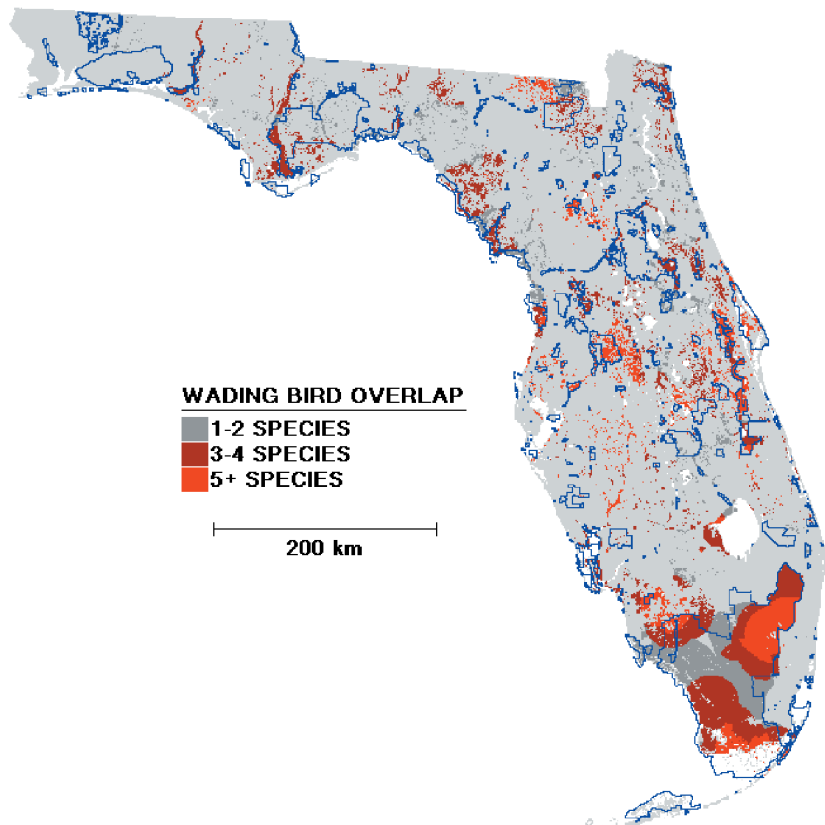 WADING BIRD OVERLAP
1-2 SPECIES
3-4 SPECIES
5+ SPECIES
200 km